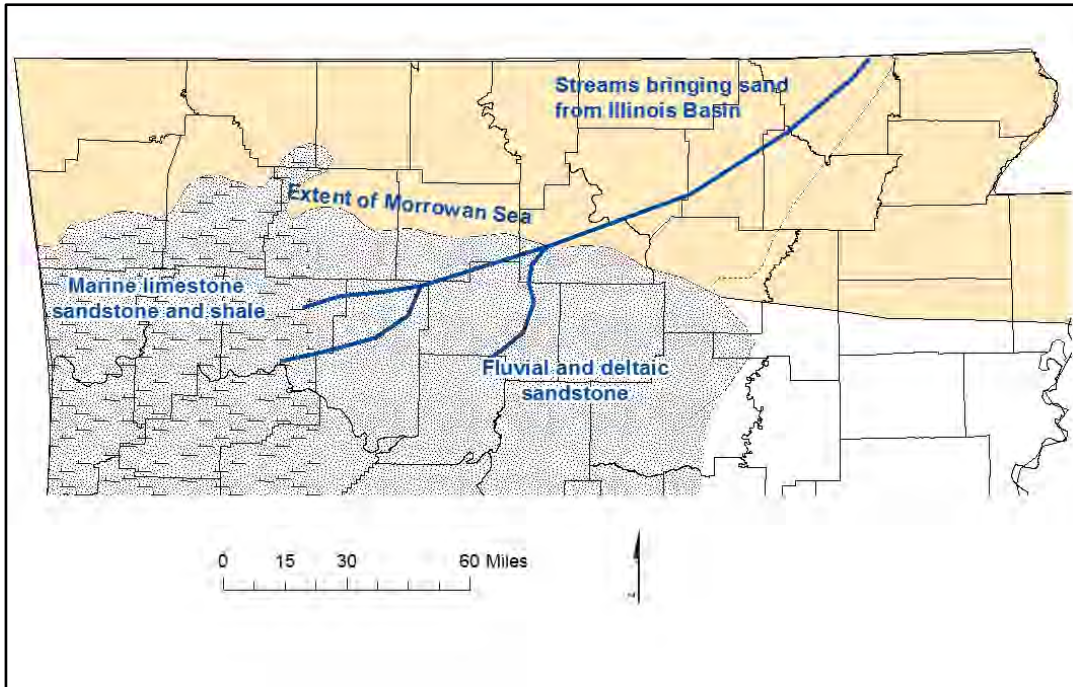 Streams bringing sand
from Illinois Basin
Extent of Morrowan Sea
Marine limestone
sandstone and shale
Fluvial and deltaic
sandstone
0 15 30 60 Miles
N